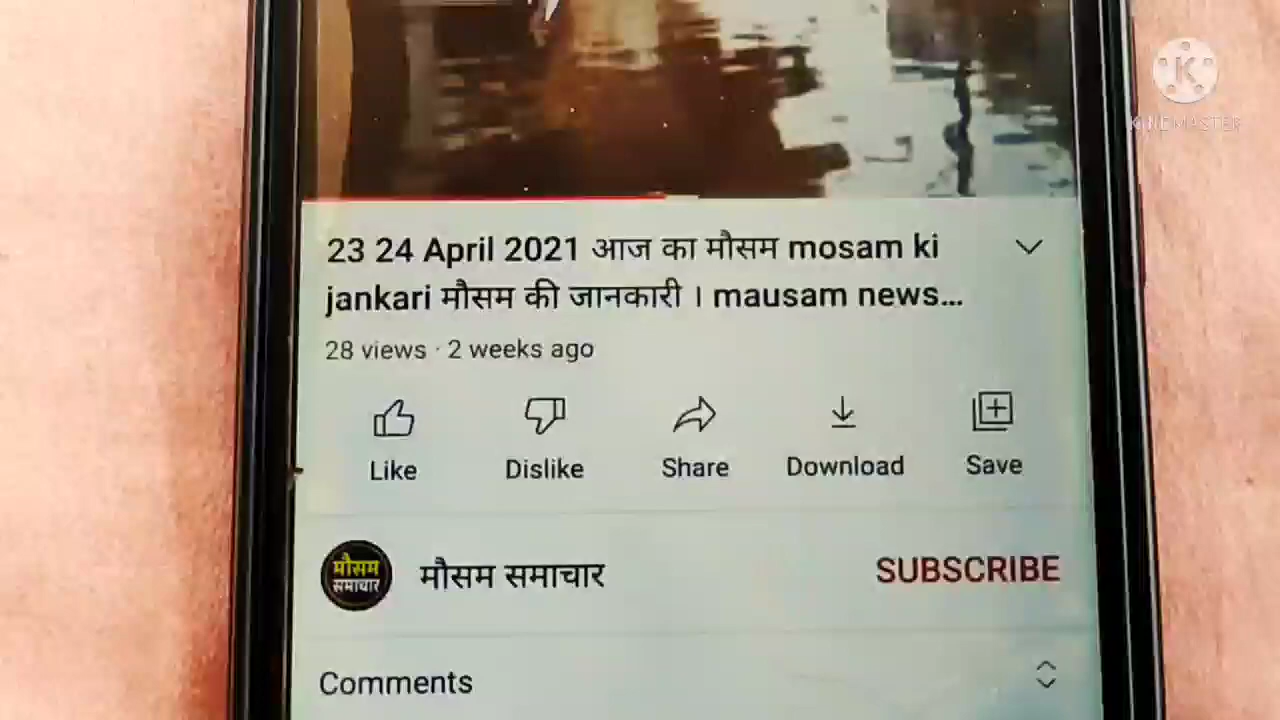 KINEMASTER
23 24 April 2021 आज का मौसम mosam ki
jankari मौसम की जानकारी । mausam news...
28 views · 2 weeks ago
Like Dislike Share Download Save
मौसम
समाचार
मौसम समाचार SUBSCRIBE
Comments